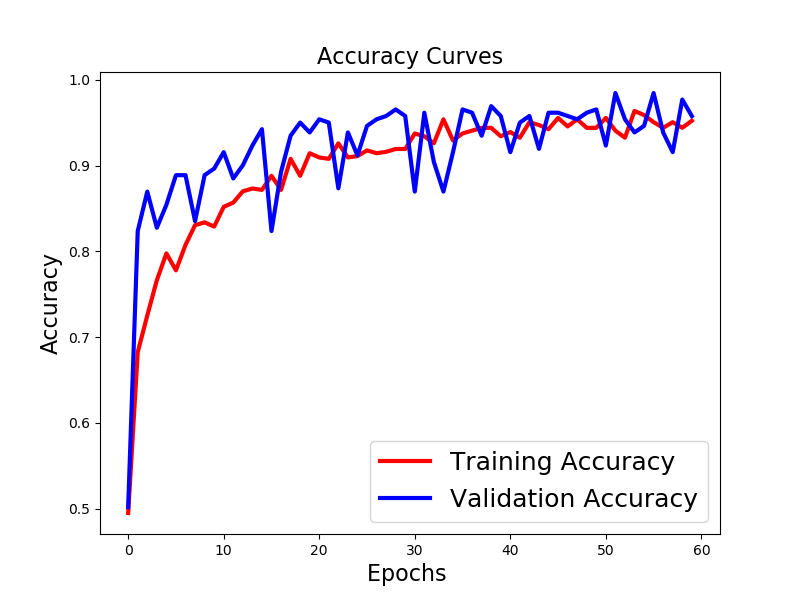 Accuracy Curves
1.0
0.9
0.8
0.7
0.6
0.5
Accuracy
Training Accuracy
Validation Accuracy
0 10 20 30 40 50 60
Epochs